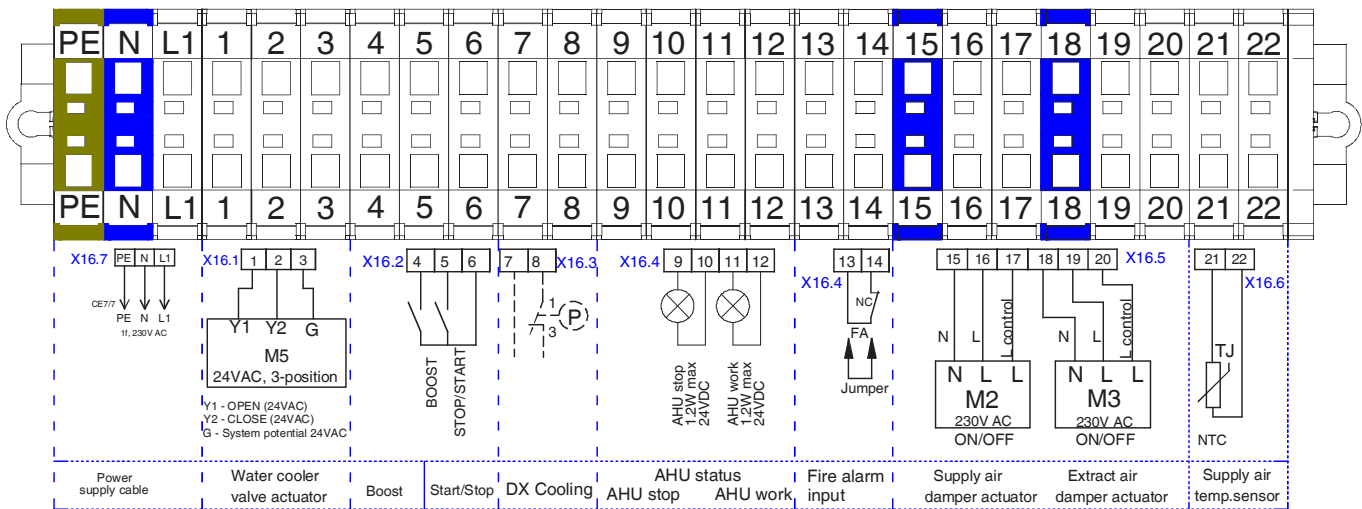 PE N L1 1 2 3 4 5 6 7 8 9 10 11 12 13 14 15 16 17 18 19 20 21 22
PE N L1 1 2 3 4 5 6 7 8 9 10 11 12 13 14 15 16 17 18 19 20 21 22
X16.7 PE N L1
CE7/7
PE N L1
1f, 230V AC
X16.1 1 2 3
Y1 Y2 G
M5
24VAC, 3-position
Y1 - OPEN (24VAC)
Y2 - CLOSE (24VAC)
G - System potential 24VAC
X16.2 4 5 6
BOOST
STOP/START
7 8 X16.3
1
P
3
X16.4 9 10 11 12
AHU stop
1.2W max
24VDC
AHU work
1.2W max
24VDC
13 14
X16.4
NC
FA
Jumper
15 16 17 18 19 20 X16.5
N L L control
N L L
M2
230V AC
ON/OFF
N L L control
N L L
M3
230V AC
ON/OFF
21 22
X16.6
TJ
NTC
Power
supply cable
Water cooler
valve actuator
Boost
Start/Stop
DX Cooling
AHU status
AHU stop AHU work
Fire alarm
input
Supply air
damper actuator
Extract air
damper actuator
Supply air
temp.sensor